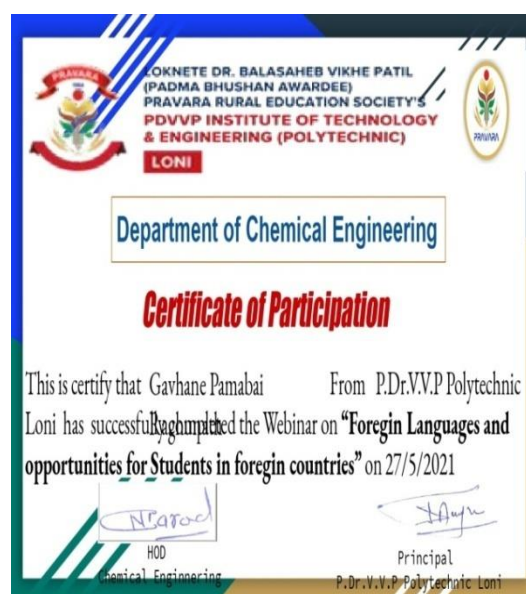 PRAVARA
LOKNETE DR. BALASAHEB VIKHE PATIL
(PADMA BHUSHAN AWARDEE)
PRAVARA RURAL EDUCATION SOCIETY'S
PDVVP INSTITUTE OF TECHNOLOGY
& ENGINEERING (POLYTECHNIC)
LONI
PRAVARA
Department of Chemical Engineering
Certificate of Participation
This is certify that Gavhane Pamabai From P.Dr.V.V.P Polytechnic
Loni has successfully completed the Webinar on "Foregin Languages and
opportunities for Students in foregin countries" on 27/5/2021
HOD
Chemical Enginnering
Principal
P.Dr.V.V.P Polytechnic Loni